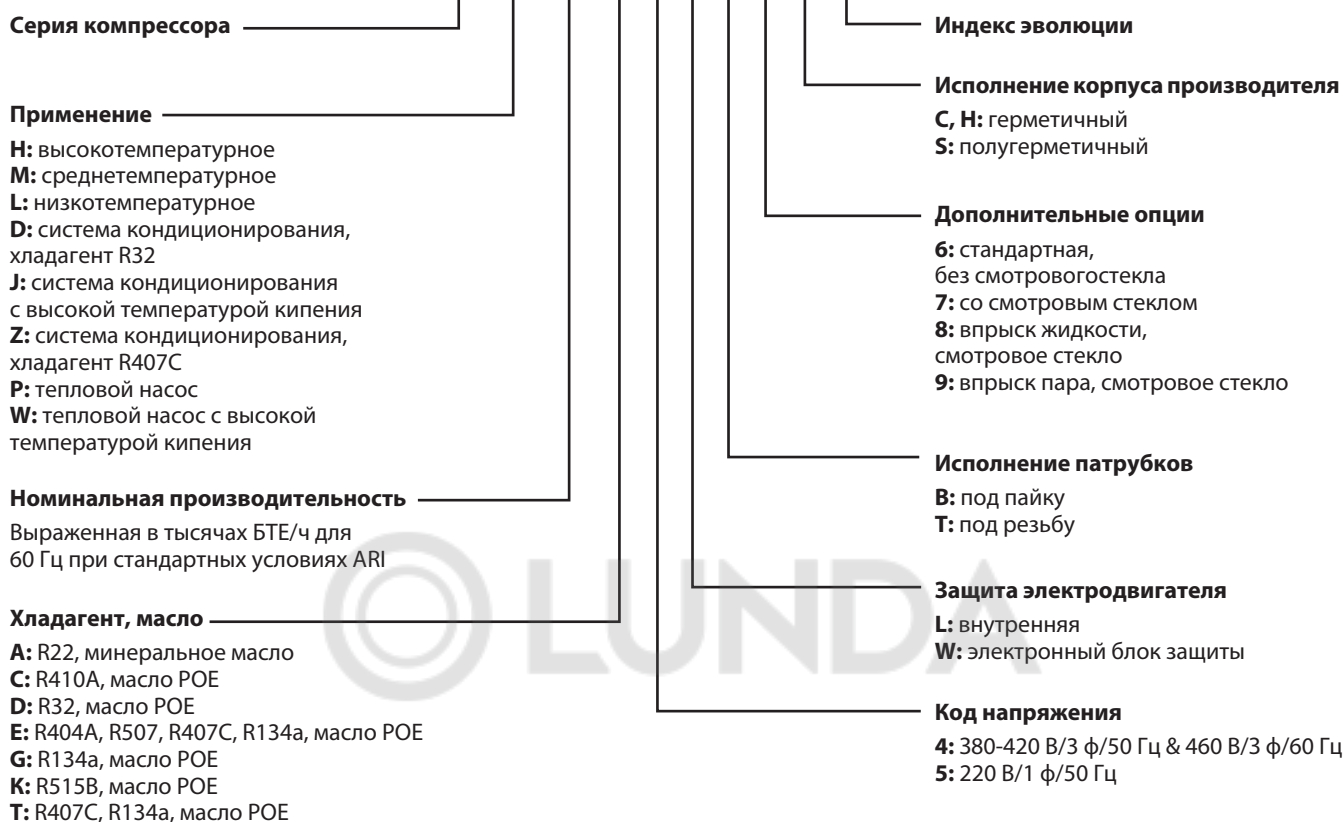 Серия компрессора
Применение
H: высокотемпературное
M: среднетемпературное
L: низкотемпературное
D: система кондиционирования,
хладагент R32
J: система кондиционирования
с высокой температурой кипения
Z: система кондиционирования,
хладагент R407C
P: тепловой насос
W: тепловой насос с высокой
температурой кипения
Номинальная производительность
Выраженная в тысячах БТЕ/ч для
60 Гц при стандартных условиях ARI
Хладагент, масло
A: R22, минеральное масло
C: R410A, масло POE
D: R32, масло POE
E: R404A, R507, R407C, R134a, масло POE
G: R134a, масло POE
K: R515B, масло POE
T: R407C, R134a, масло POE
Индекс эволюции
Исполнение корпуса производителя
C, H: герметичный
S: полугерметичный
Дополнительные опции
6: стандартная,
без смотровогостекла
7: со смотровым стеклом
8: впрыск жидкости,
смотровое стекло
9: впрыск пара, смотровое стекло
Исполнение патрубков
B: под пайку
T: под резьбу
Защита электродвигателя
L: внутренняя
W: электронный блок защиты
Код напряжения
4: 380-420 В/3 ф/50 Гц & 460 В/3 ф/60 Гц
5: 220 В/1 ф/50 Гц
LUNDA